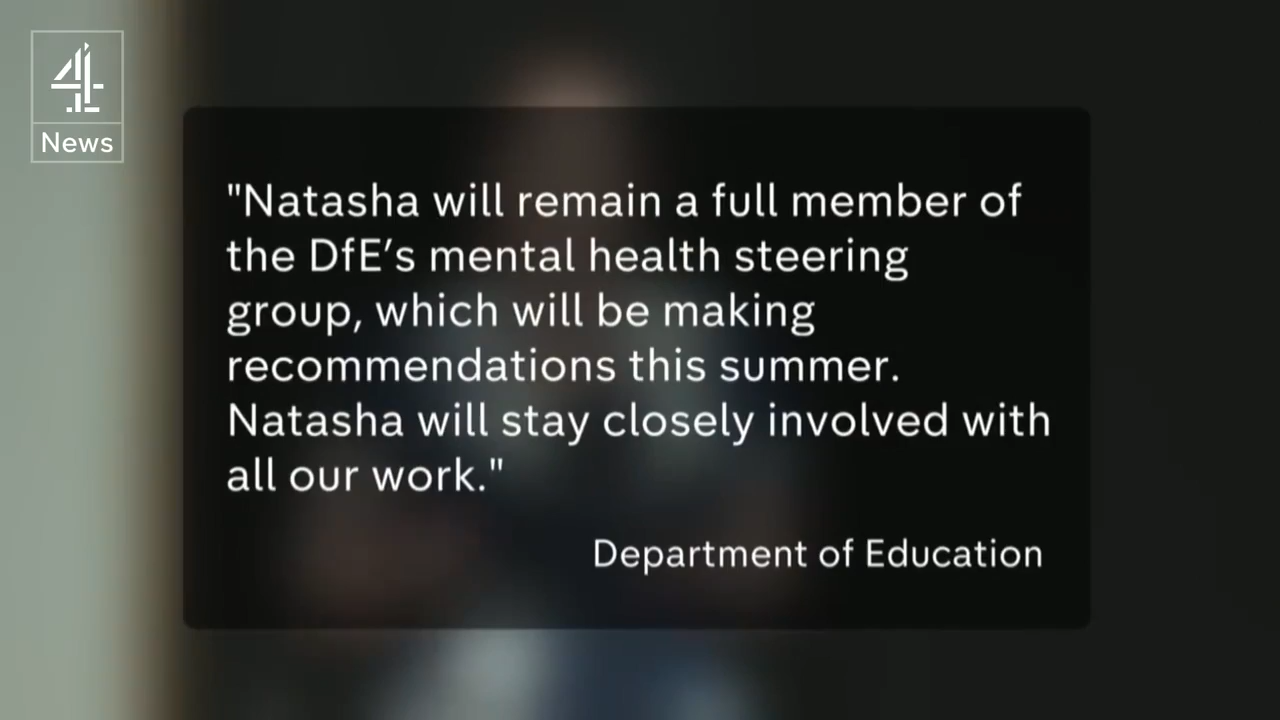 4
News
"Natasha will remain a full member of
the DfE’s mental health steering
group, which will be making
recommendations this summer.
Natasha will stay closely involved with
all our work."
Department of Education